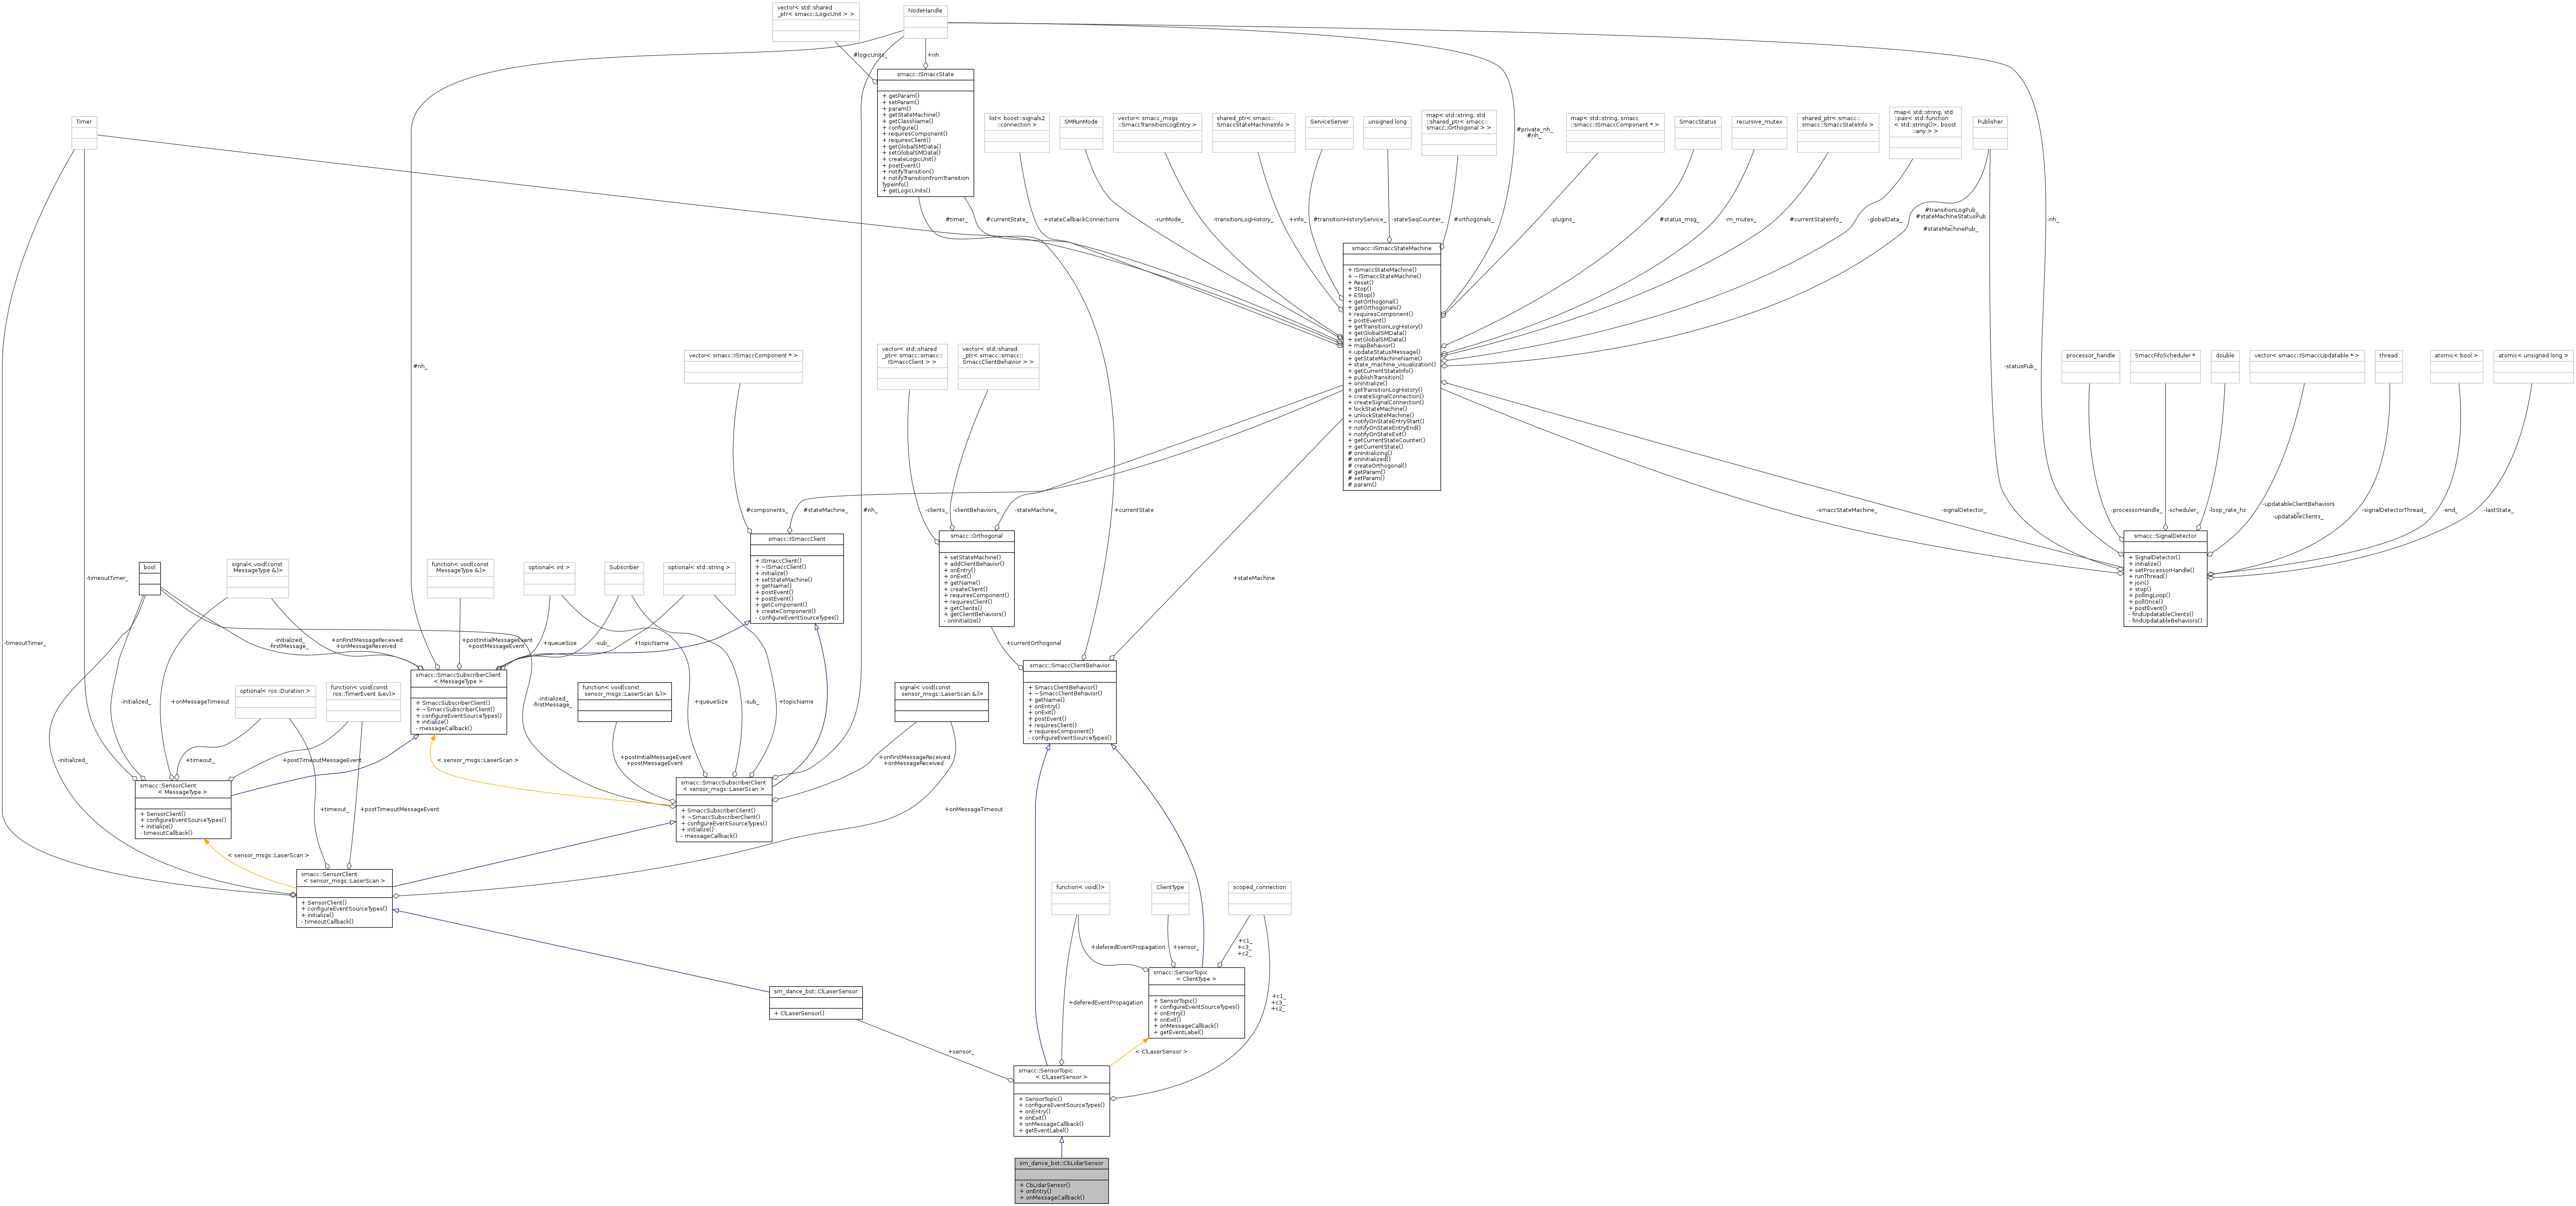 vector< std::shared
_ptr< smacc::LogicUnit > >
NodeHandle
#logicUnits_
+nh
smacc::ISmaccState
+ getParam()
+ setParam()
+ param()
+ getStateMachine()
+ getClassName()
+ configure()
+ requiresComponent()
+ requiresClient()
+ getGlobalSMData()
+ setGlobalSMData()
+ createLogicUnit()
+ postEvent()
+ notifyTransition()
+ notifyTransitionFromTransition
TypeInfo()
+ getLogicUnits()
Timer
list< boost::signals2
::connection >
SMRunMode
vector< smacc_msgs
::SmaccTransitionLogEntry >
shared_ptr< smacc::
SmaccStateMachineInfo >
ServiceServer
unsigned long
map< std::string, std
::shared_ptr< smacc::
smacc::Orthogonal > >
#private_nh_
#nh_
map< std::string, smacc
::smacc::ISmaccComponent * >
SmaccStatus
recursive_mutex
shared_ptr< smacc::
smacc::SmaccStateInfo >
map< std::string, std
::pair< std::function
< std::string()>, boost
::any > >
Publisher
#timer_
#currentState_
+stateCallbackConnections
-runMode_
-transitionLogHistory_
+info_
#transitionHistoryService_
-stateSeqCounter_
#orthogonals_
-plugins_
#status_msg_
-m_mutex_
#currentStateInfo_
-globalData_
#transitionLogPub_
#stateMachineStatusPub
_
#stateMachinePub_
-nh_
smacc::ISmaccStateMachine
+ ISmaccStateMachine()
+ ~ISmaccStateMachine()
+ Reset()
+ Stop()
+ EStop()
+ getOrthogonal()
+ getOrthogonals()
+ requiresComponent()
+ postEvent()
+ getTransitionLogHistory()
+ getGlobalSMData()
+ setGlobalSMData()
+ mapBehavior()
+ updateStatusMessage()
+ getStateMachineName()
+ state_machine_visualization()
+ getCurrentStateInfo()
+ publishTransition()
+ onInitialize()
+ getTransitionLogHistory()
+ createSignalConnection()
+ createSignalConnection()
+ lockStateMachine()
+ unlockStateMachine()
+ notifyOnStateEntryStart()
+ notifyOnStateEntryEnd()
+ notifyOnStateExit()
+ getCurrentStateCounter()
+ getCurrentState()
# onInitializing()
# onInitialized()
# createOrthogonal()
# getParam()
# setParam()
# param()
#nh_
vector< smacc::ISmaccComponent * >
vector< std::shared
_ptr< smacc::smacc::
ISmaccClient > >
vector< std::shared
_ptr< smacc::smacc::
SmaccClientBehavior > >
-statusPub_
processor_handle
SmaccFifoScheduler *
double
vector< smacc::ISmaccUpdatable * >
thread
atomic< bool >
atomic< unsigned long >
#components_
#stateMachine_
#nh_
-clients_
-clientBehaviors_
-stateMachine_
+currentState
-smaccStateMachine_
-signalDetector_
-processorHandle_
-scheduler_
-loop_rate_hz
-updatableClientBehaviors
_
-updatableClients_
-signalDetectorThread_
-end_
-lastState_
smacc::ISmaccClient
+ ISmaccClient()
+ ~ISmaccClient()
+ initialize()
+ setStateMachine()
+ getName()
+ postEvent()
+ postEvent()
+ getComponent()
+ createComponent()
- configureEventSourceTypes()
smacc::Orthogonal
+ setStateMachine()
+ addClientBehavior()
+ onEntry()
+ onExit()
+ getName()
+ createClient()
+ requiresComponent()
+ requiresClient()
+ getClients()
+ getClientBehaviors()
- onInitialize()
smacc::SignalDetector
+ SignalDetector()
+ initialize()
+ setProcessorHandle()
+ runThread()
+ join()
+ stop()
+ pollingLoop()
+ pollOnce()
+ postEvent()
- findUpdatableClients()
- findUpdatableBehaviors()
-timeoutTimer_
bool
signal< void(const
MessageType &)>
function< void(const
MessageType &)>
optional< int >
Subscriber
optional< std::string >
+stateMachine
-timeoutTimer_
-initialized_
-firstMessage_
+onFirstMessageReceived
+onMessageReceived
+postInitialMessageEvent
+postMessageEvent
+queueSize
-sub_
+topicName
+currentOrthogonal
smacc::SmaccSubscriberClient
< MessageType >
+ SmaccSubscriberClient()
+ ~SmaccSubscriberClient()
+ configureEventSourceTypes()
+ initialize()
- messageCallback()
smacc::SmaccClientBehavior
+ SmaccClientBehavior()
+ ~SmaccClientBehavior()
+ getName()
+ onEntry()
+ onExit()
+ postEvent()
+ requiresClient()
+ requiresComponent()
- configureEventSourceTypes()
-initialized_
+onMessageTimeout
optional< ros::Duration >
function< void(const
ros::TimerEvent &ev)>
-initialized_
-firstMessage_
function< void(const
sensor_msgs::LaserScan &)>
+queueSize
-sub_
+topicName
signal< void(const
sensor_msgs::LaserScan &)>
-initialized_
+timeout_
+postTimeoutMessageEvent
< sensor_msgs::LaserScan >
+postInitialMessageEvent
+postMessageEvent
+onFirstMessageReceived
+onMessageReceived
smacc::SensorClient
< MessageType >
+ SensorClient()
+ configureEventSourceTypes()
+ initialize()
- timeoutCallback()
smacc::SmaccSubscriberClient
< sensor_msgs::LaserScan >
+ SmaccSubscriberClient()
+ ~SmaccSubscriberClient()
+ configureEventSourceTypes()
+ initialize()
- messageCallback()
+timeout_
+postTimeoutMessageEvent
+onMessageTimeout
< sensor_msgs::LaserScan >
smacc::SensorClient
< sensor_msgs::LaserScan >
+ SensorClient()
+ configureEventSourceTypes()
+ initialize()
- timeoutCallback()
function< void()>
ClientType
scoped_connection
+deferedEventPropagation
+sensor_
+c1_
+c3_
+c2_
smacc::SensorTopic
< ClientType >
+ SensorTopic()
+ configureEventSourceTypes()
+ onEntry()
+ onExit()
+ onMessageCallback()
+ getEventLabel()
sm_dance_bot::ClLaserSensor
+ ClLaserSensor()
+deferedEventPropagation
+c1_
+c3_
+c2_
+sensor_
< ClLaserSensor >
smacc::SensorTopic
< ClLaserSensor >
+ SensorTopic()
+ configureEventSourceTypes()
+ onEntry()
+ onExit()
+ onMessageCallback()
+ getEventLabel()
sm_dance_bot::CbLidarSensor
+ CbLidarSensor()
+ onEntry()
+ onMessageCallback()